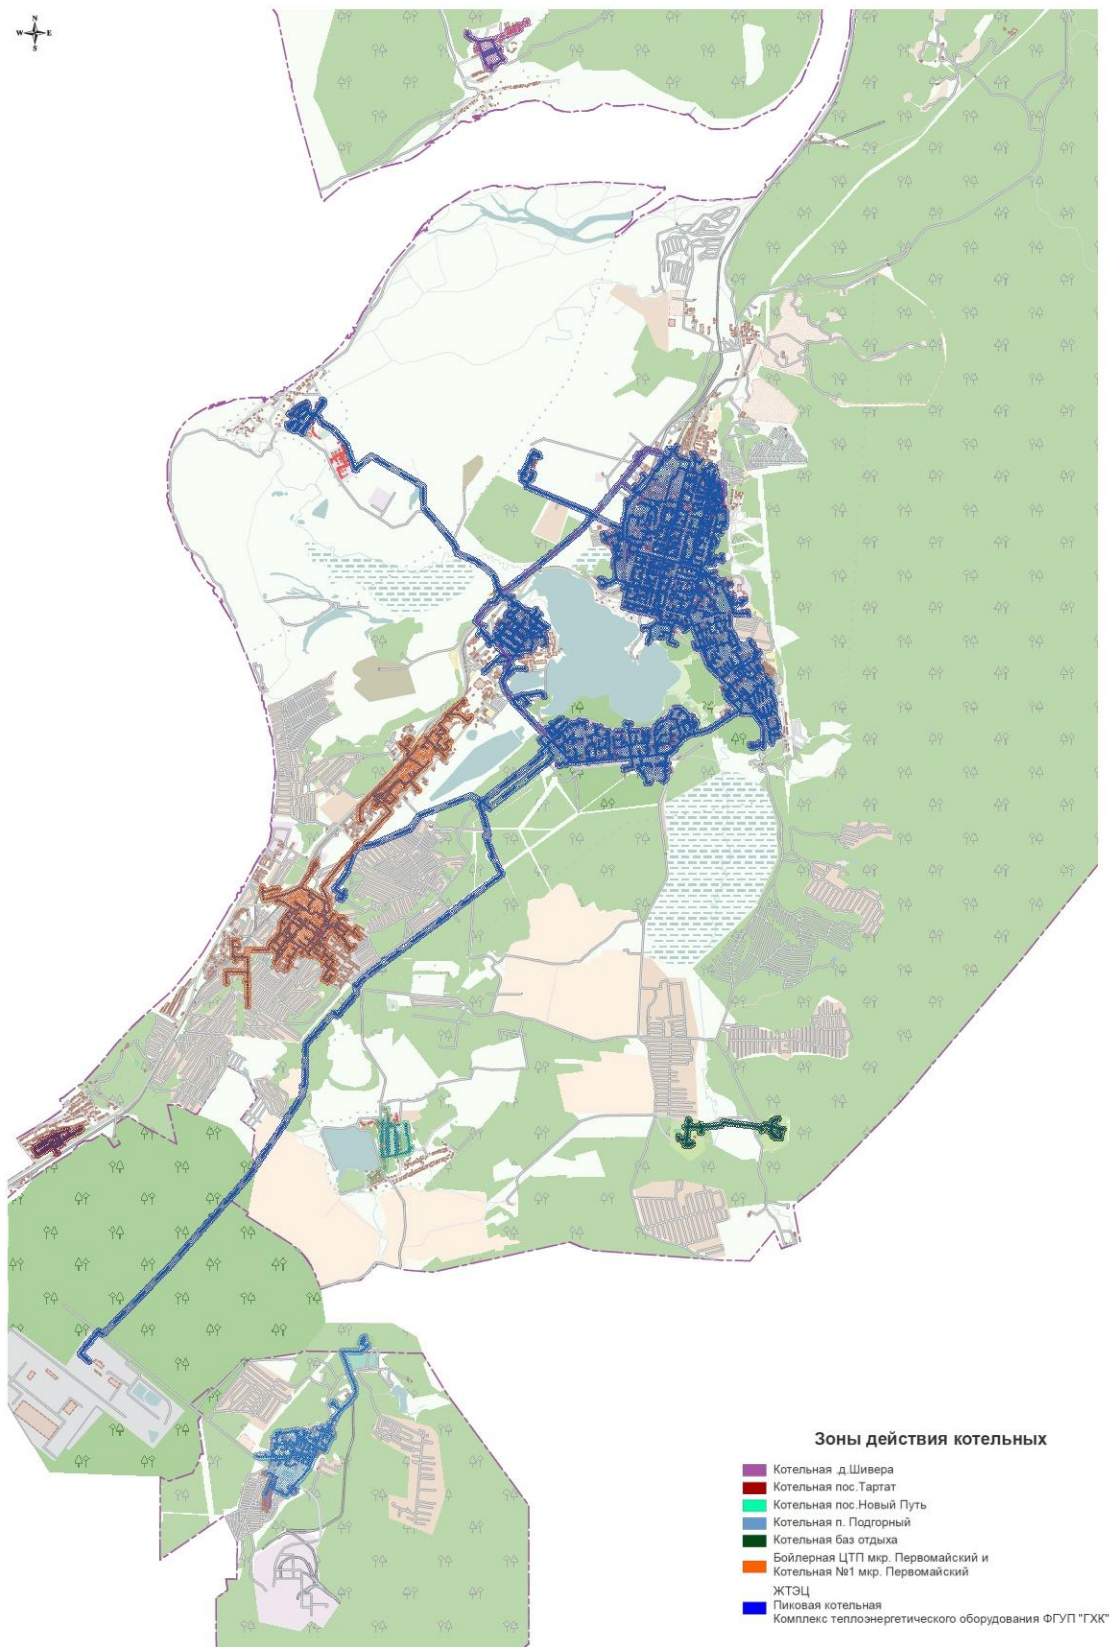 N
W E
S
Зоны действия котельных
Котельная .д.Шивера
Котельная пос.Тартат
Котельная пос.Новый Путь
Котельная п. Подгорный
Котельная баз отдыха
Бойлерная ЦТП мкр. Первомайский и
Котельная №1 мкр. Первомайский
ЖТЭЦ
Пиковая котельная
Комплекс теплоэнергетического оборудования ФГУП "ГХК"